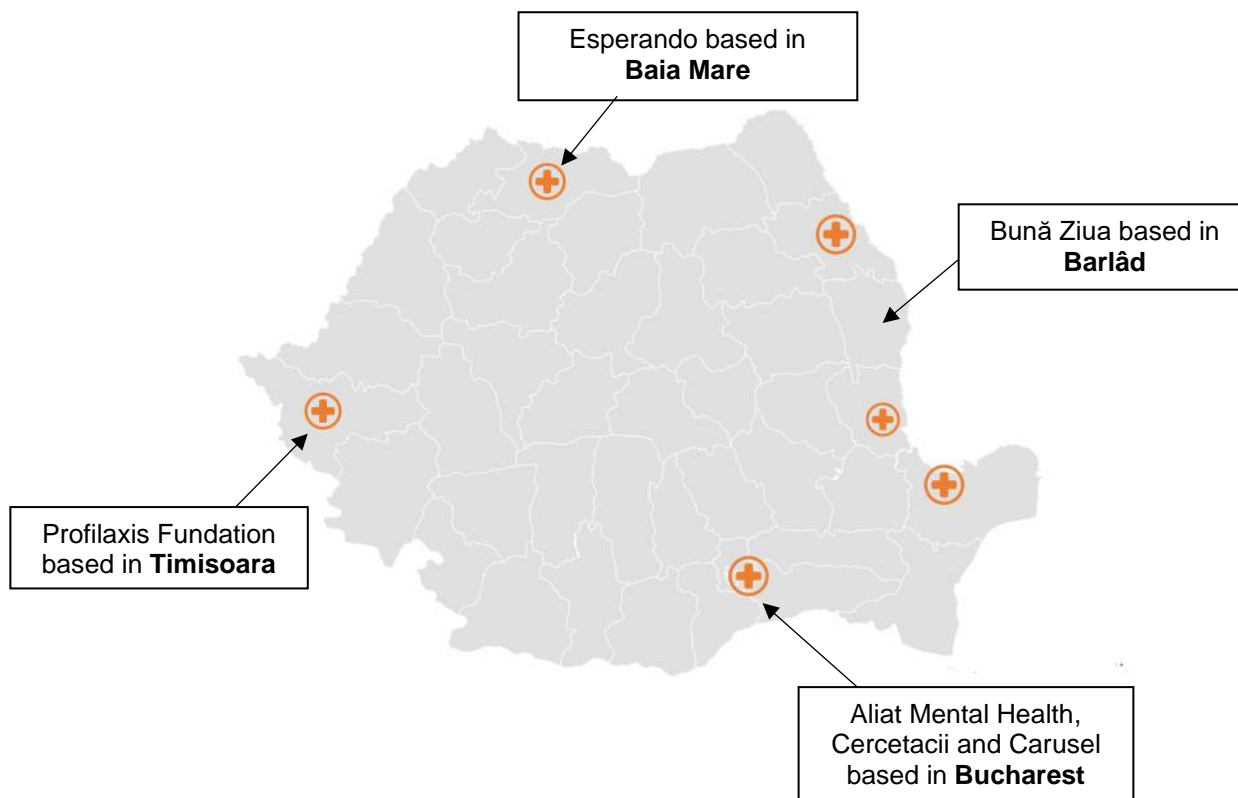 Esperando based in
Baia Mare
Bună Ziua based in
Barlâd
Profilaxis Fundation
based in Timisoara
Aliat Mental Health,
Cercetacii and Carusel
based in Bucharest